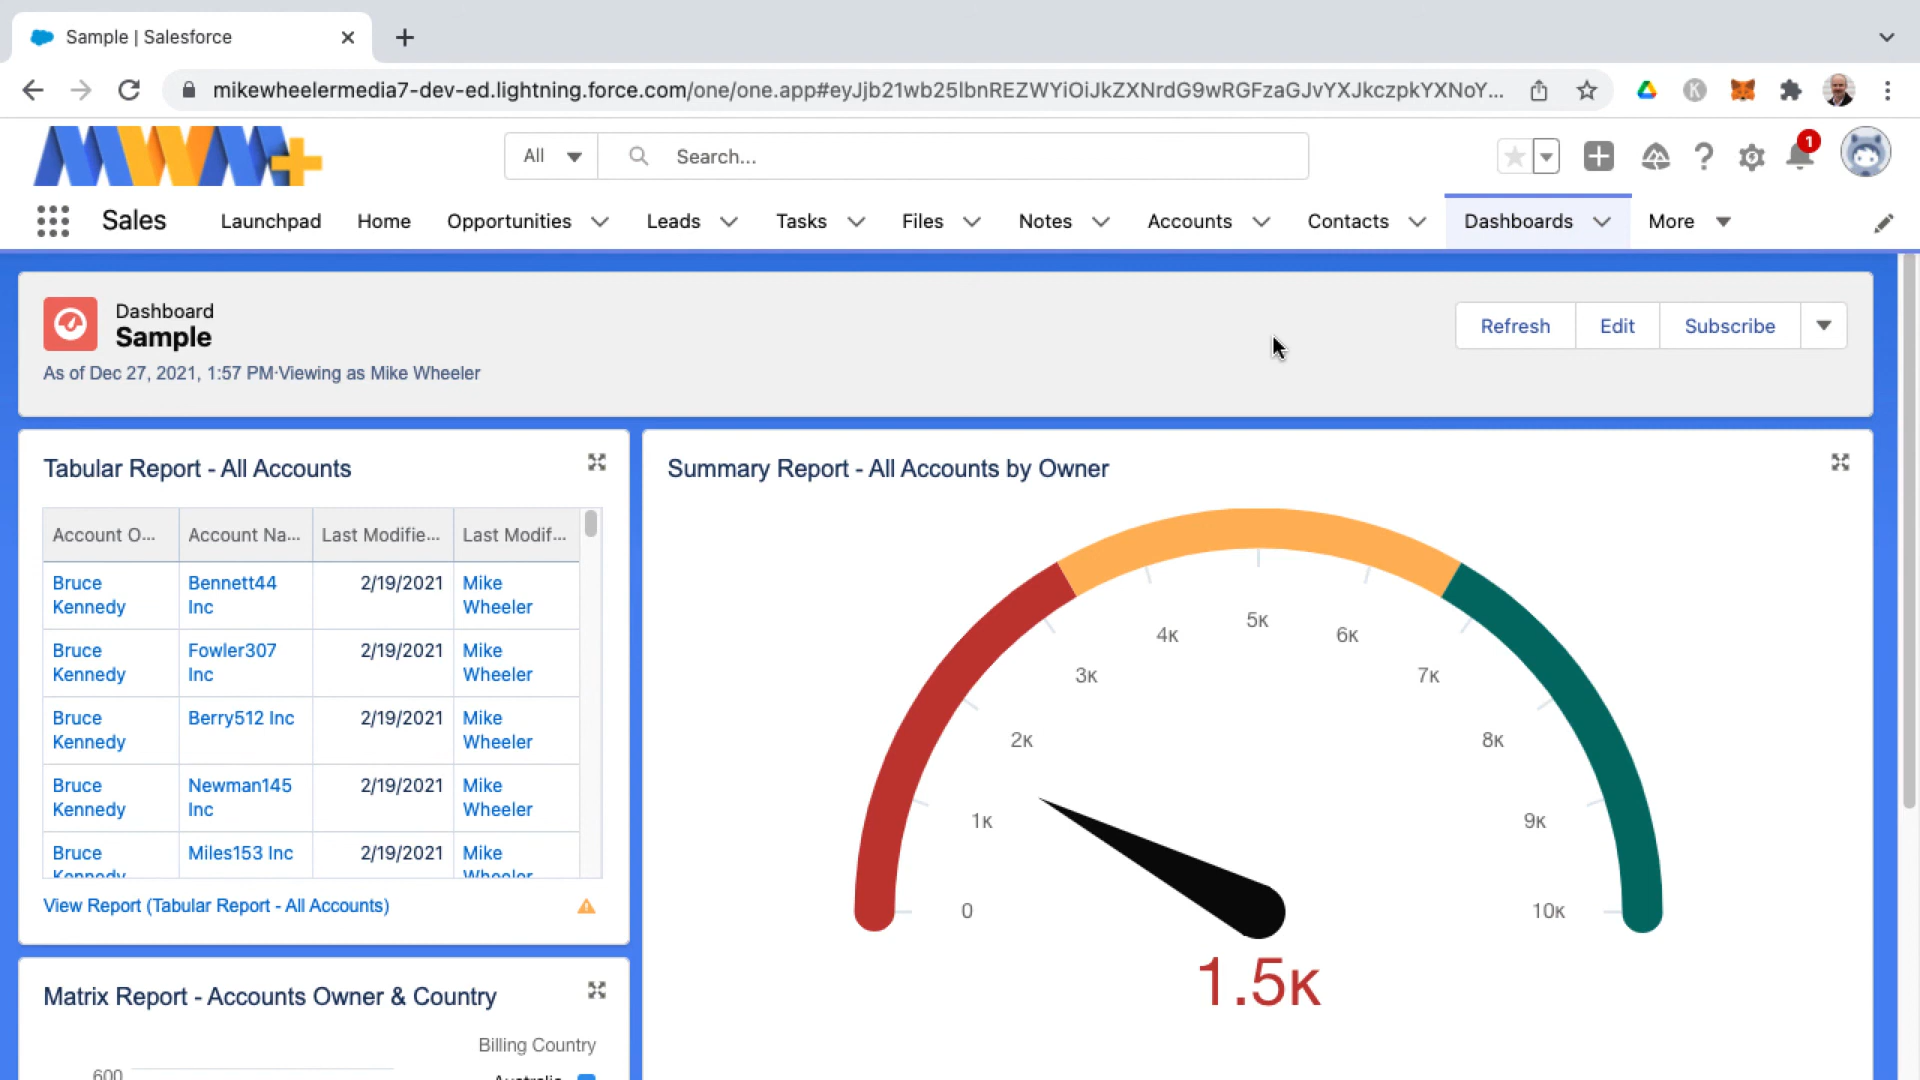 Sample | Salesforce
mikewheelermedia7-dev-ed.lightning.force.com/one/one.app#eyJjb21wb25lbnREZWYiOiJkZXNrdG9wRGFzaGJvYXJkczpkYXNoY...
K
MWM+
All
Search...
?
1
Sales
Launchpad
Home
Opportunities
Leads
Tasks
Files
Notes
Accounts
Contacts
Dashboards
More
Dashboard
Sample
As of Dec 27, 2021, 1:57 PM·Viewing as Mike Wheeler
Refresh
Edit
Subscribe
Tabular Report - All Accounts
Account O... Account Na... Last Modifie... Last Modif...
Bruce Kennedy Bennett44 Inc 2/19/2021 Mike Wheeler
Bruce Kennedy Fowler307 Inc 2/19/2021 Mike Wheeler
Bruce Kennedy Berry512 Inc 2/19/2021 Mike Wheeler
Bruce Kennedy Newman145 Inc 2/19/2021 Mike Wheeler
Bruce Kennedy Miles153 Inc 2/19/2021 Mike Wheeler
View Report (Tabular Report - All Accounts)
Summary Report - All Accounts by Owner
0
1K
2K
3K
4K
5K
6K
7K
8K
9K
10K
1.5K
Matrix Report - Accounts Owner & Country
Billing Country
600
Australia